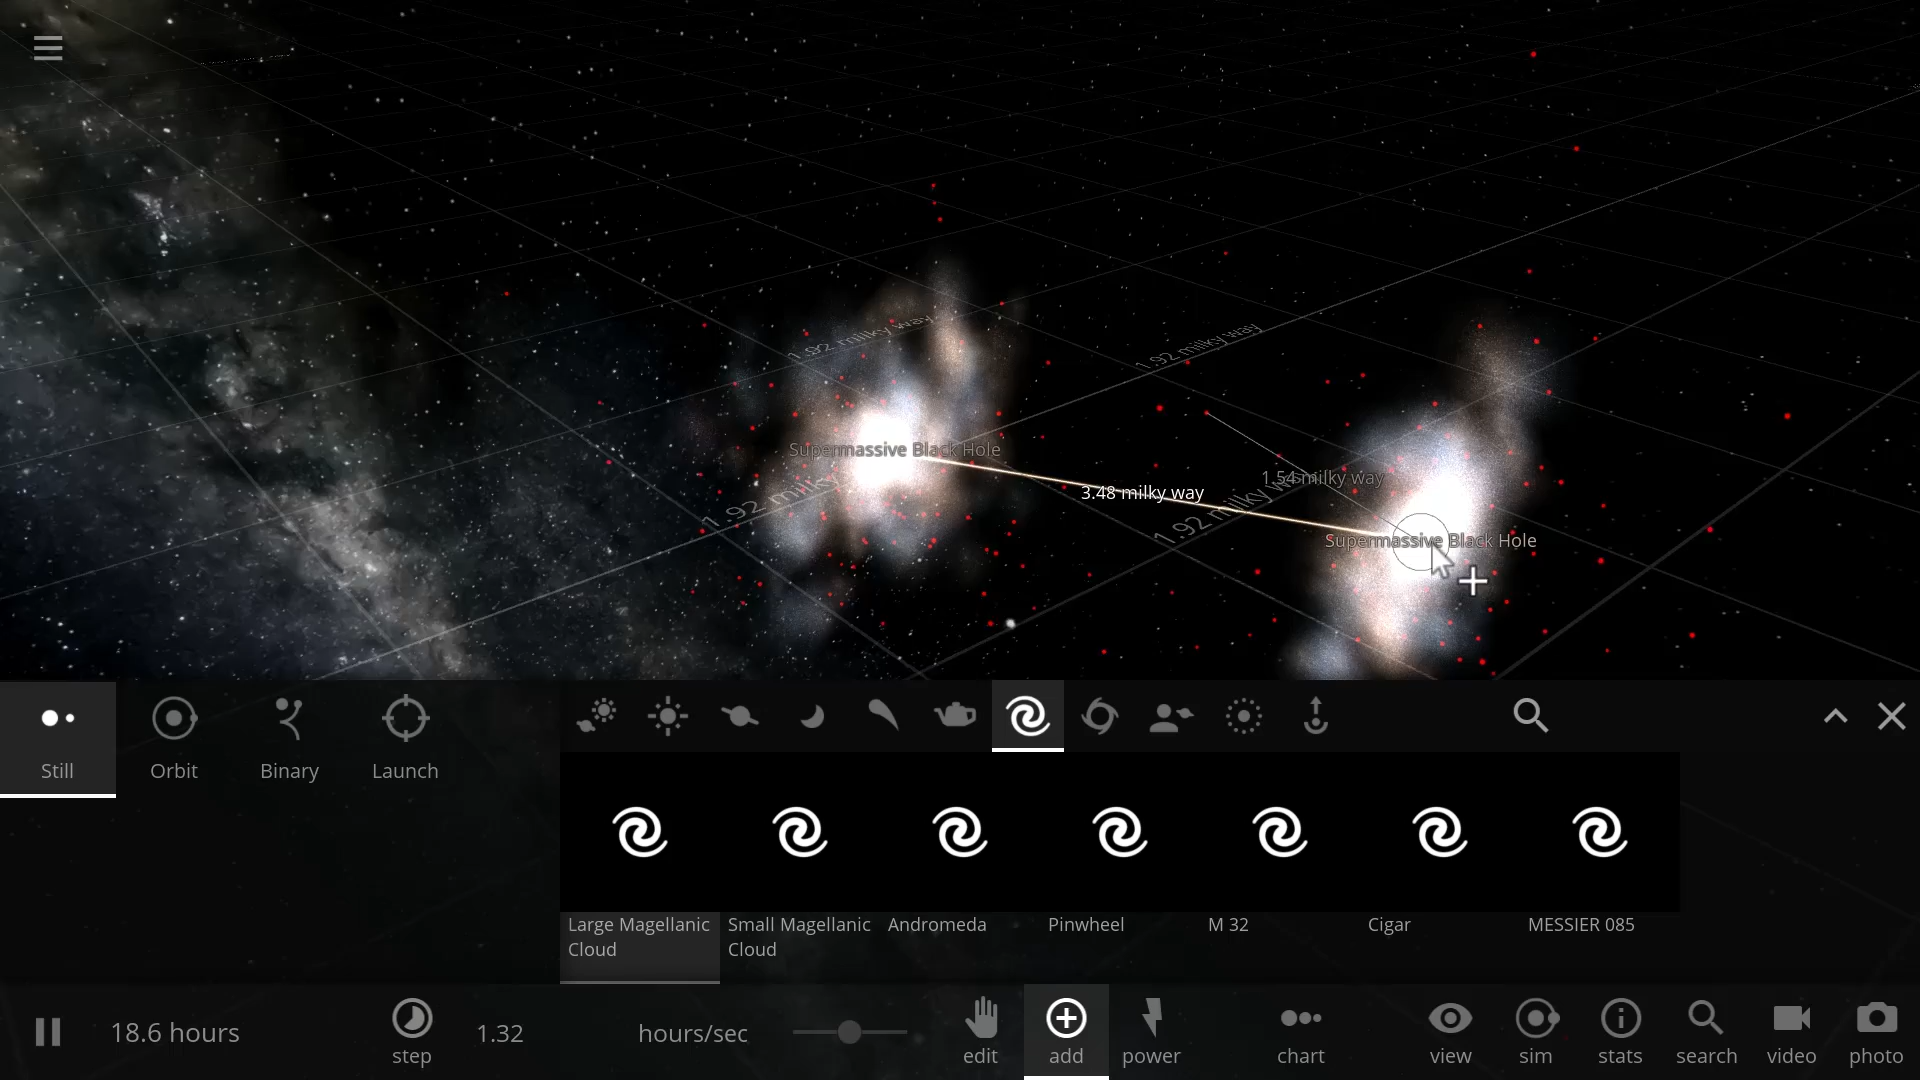 1.92 milky way
1.92 milky way
Supermassive Black Hole
1.54 milky way
3.48 milky way
1.92 milky
1.92 milky w
Supermassive Black Hole
Still
Orbit
Binary
Launch
Large Magellanic
Cloud
Small Magellanic
Cloud
Andromeda
Pinwheel
M 32
Cigar
MESSIER 085
18.6 hours
step
1.32
hours/sec
edit
add
power
chart
view
sim
stats
search
video
photo